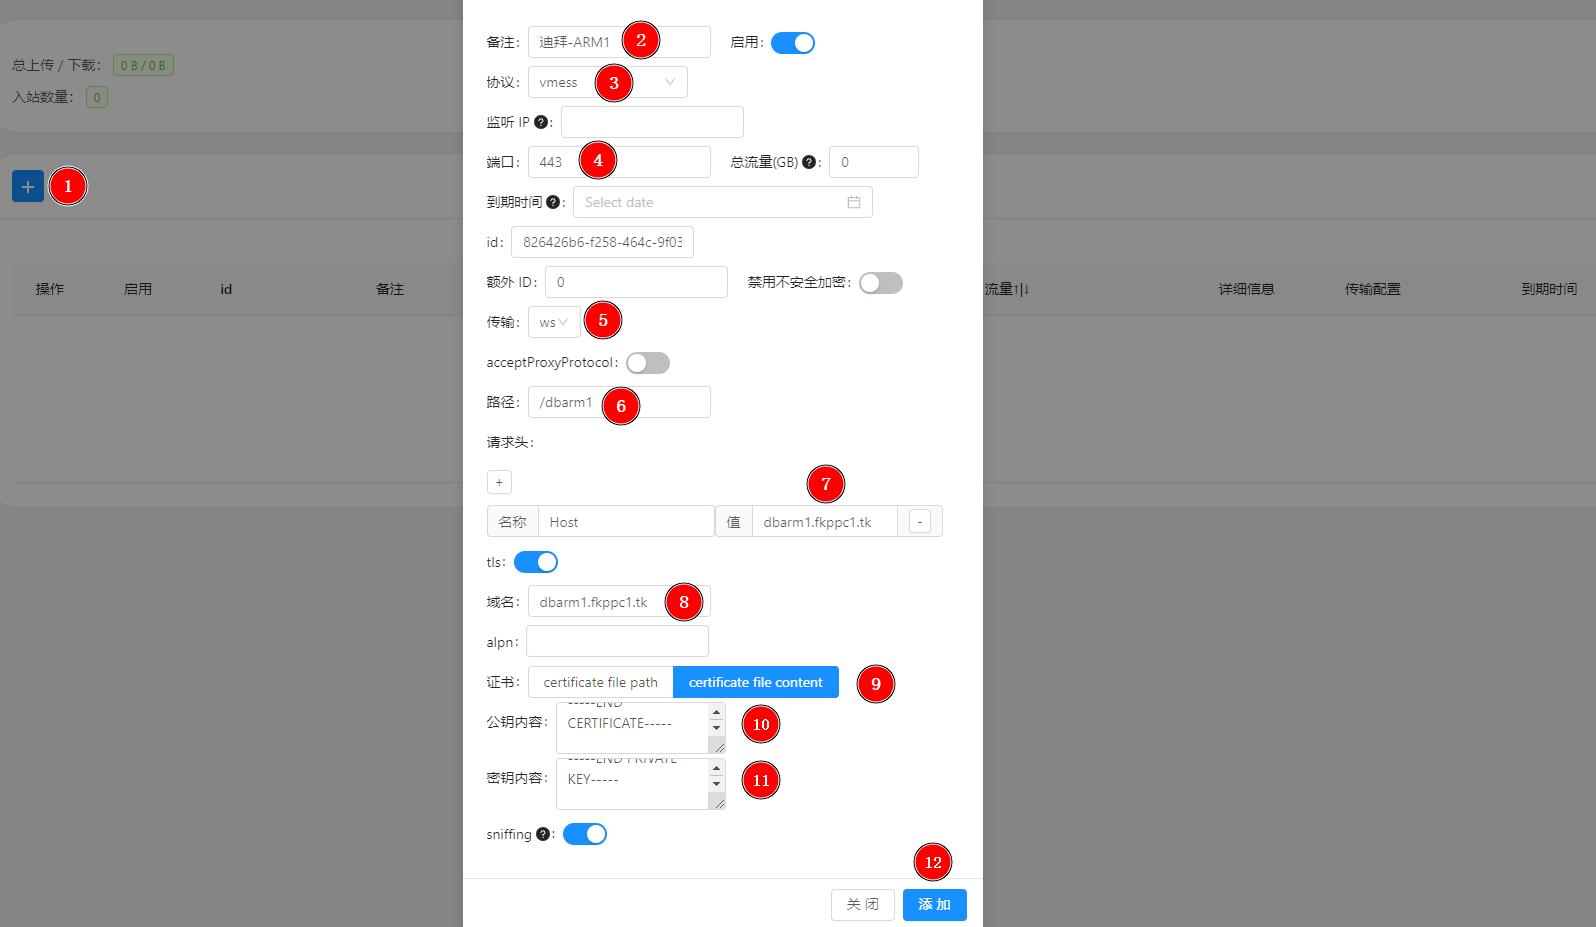 总上传 / 下载： 0 B / 0 B
入站数量： 0
+ 1
操作 启用 id 备注 流量↑|↓ 详细信息 传输配置 到期时间
备注： 迪拜-ARM1 2 启用：
协议： vmess 3
监听 IP ?：
端口： 443 4 总流量(GB) ?： 0
到期时间 ?： Select date
id： 826426b6-f258-464c-9f03
额外 ID： 0 禁用不安全加密：
传输： ws 5
acceptProxyProtocol：
路径： /dbarm1 6
请求头：
+ 7
名称 Host 值 dbarm1.fkppc1.tk -
tls：
域名： dbarm1.fkppc1.tk 8
alpn：
证书： certificate file path certificate file content 9
-----END
公钥内容： CERTIFICATE----- 10
-----END PRIVATE
密钥内容： KEY----- 11
sniffing ?：
12
关 闭 添 加